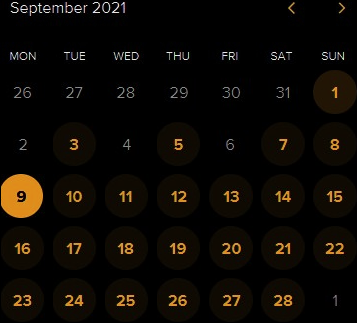 September 2021
MON TUE WED THU FRI SAT SUN
26 27 28 29 30 31 1
2 3 4 5 6 7 8
9 10 11 12 13 14 15
16 17 18 19 20 21 22
23 24 25 26 27 28 1